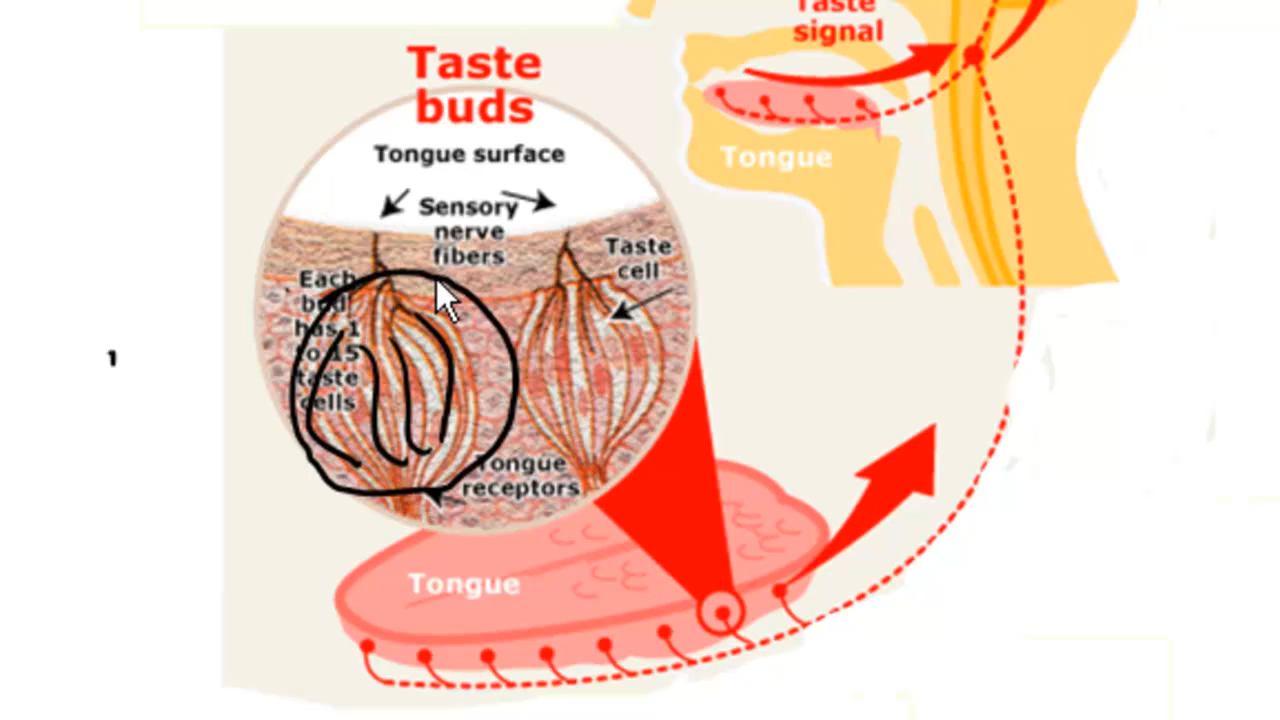 Taste
signal
Taste
buds
Tongue surface
Sensory
nerve
fibers
Taste
cell
Each
bud
has 1
to 15
taste
cells
Tongue
receptors
Tongue
Tongue
1